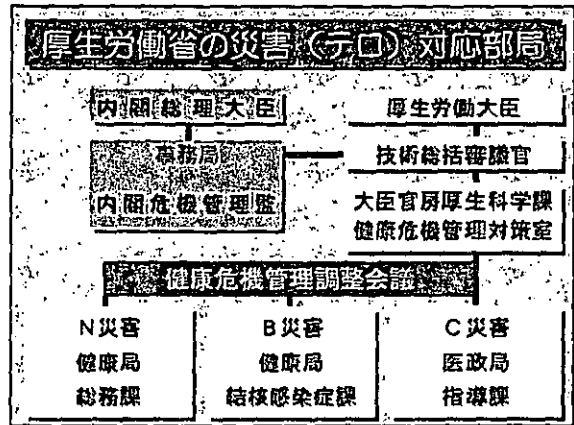 厚生労働省の災害（テロ）対応部局
内閣総理大臣
厚生労働大臣
事務局
内閣危機管理監
技術総括審議官
大臣官房厚生科学課
健康危機管理対策室
健康危機管理調整会議
N災害
健康局
総務課
B災害
健康局
結核感染症課
C災害
医政局
指導課